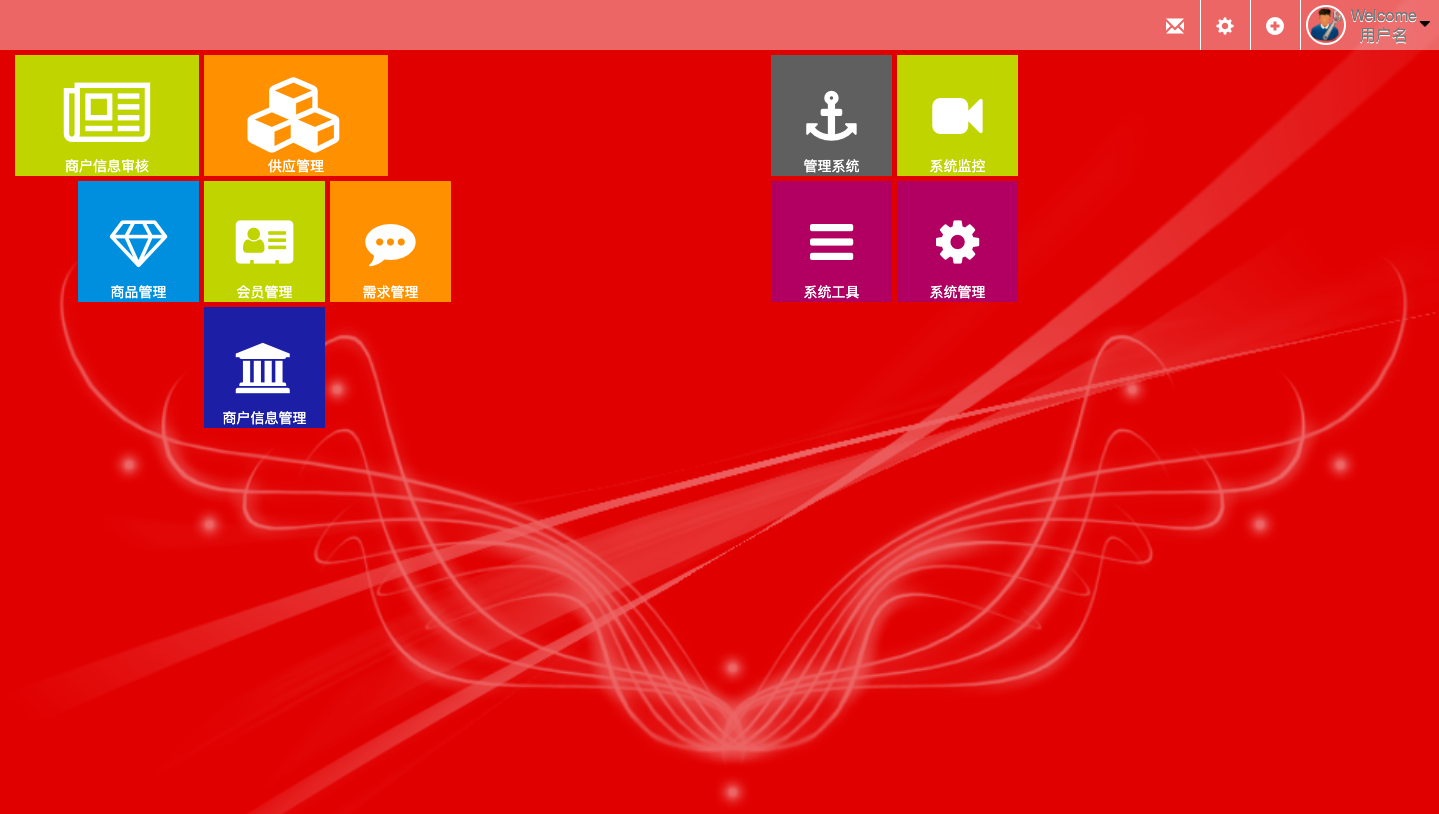 Welcome
用户名
商户信息审核
供应管理
管理系统
系统监控
商品管理
会员管理
需求管理
系统工具
系统管理
商户信息管理